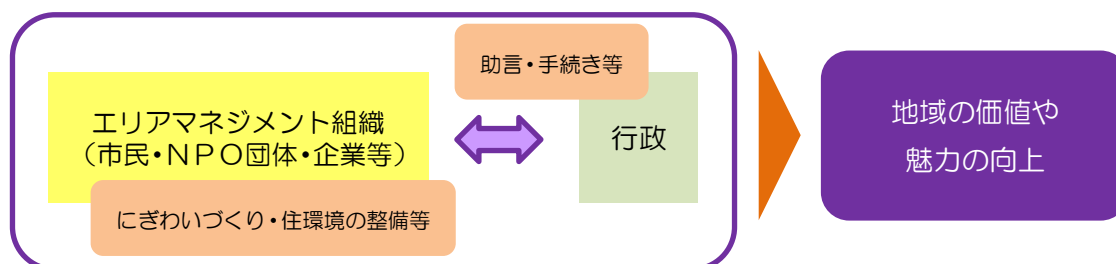 助言・手続き等
エリアマネジメント組織
（市民・ＮＰＯ団体・企業等）
行政
にぎわいづくり・住環境の整備等
地域の価値や
魅力の向上